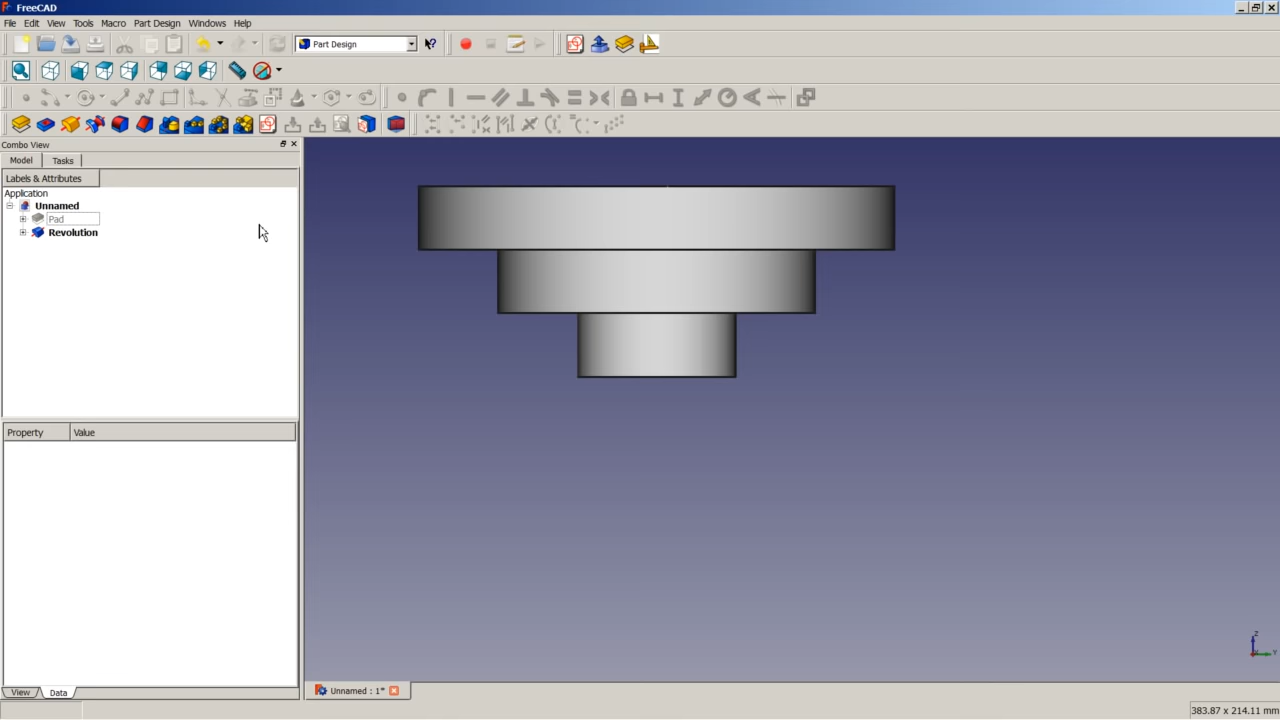 FreeCAD
File Edit View Tools Macro Part Design Windows Help
Part Design
Combo View
Model Tasks
Labels & Attributes
Application
Unnamed
Pad
Revolution
Property Value
View Data
Unnamed : 1*
Z
Y
383.87 x 214.11 mm